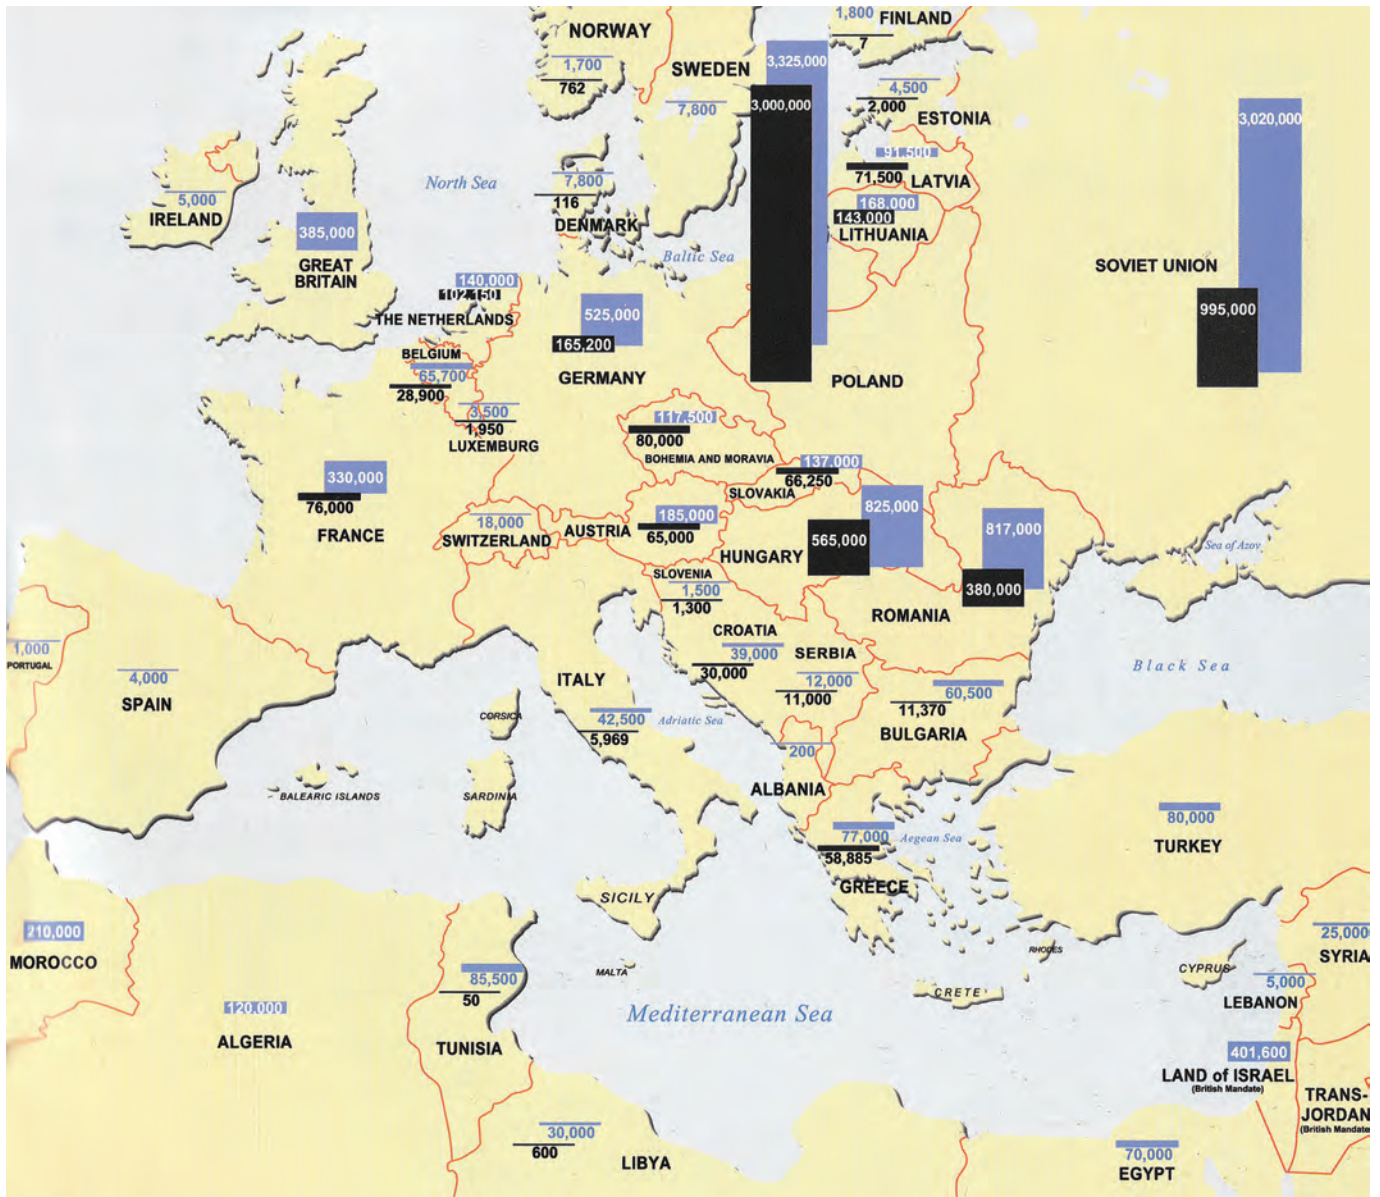 NORWAY
1,700
762
SWEDEN
7,800
3,325,000
3,000,000
1,800
FINLAND
7
4,500
2,000
ESTONIA
3,020,000
91,500
71,500
LATVIA
168,000
143,000
LITHUANIA
North Sea
5,000
IRELAND
385,000
GREAT
BRITAIN
7,800
116
DENMARK
Baltic Sea
SOVIET UNION
995,000
140,000
102,150
THE NETHERLANDS
525,000
165,200
GERMANY
POLAND
BELGIUM
65,700
28,900
3,500
1,950
LUXEMBURG
117,500
80,000
BOHEMIA AND MORAVIA
137,000
66,250
SLOVAKIA
330,000
76,000
FRANCE
18,000
SWITZERLAND
AUSTRIA
185,000
65,000
825,000
565,000
HUNGARY
817,000
380,000
ROMANIA
Sea of Azov
SLOVENIA
1,500
1,300
CROATIA
39,000
30,000
SERBIA
12,000
11,000
1,000
PORTUGAL
4,000
SPAIN
ITALY
42,500
5,969
Adriatic Sea
CORSICA
60,500
11,370
BULGARIA
Black Sea
200
ALBANIA
BALEARIC ISLANDS
SARDINIA
77,000
58,885
GREECE
Aegean Sea
80,000
TURKEY
SICILY
210,000
MOROCCO
85,500
50
TUNISIA
MALTA
RHODES
CRETE
CYPRUS
25,000
SYRIA
5,000
LEBANON
120,000
ALGERIA
Mediterranean Sea
401,600
LAND of ISRAEL
(British Mandate)
TRANS-
JORDAN
(British Mandate
30,000
600
LIBYA
70,000
EGYPT